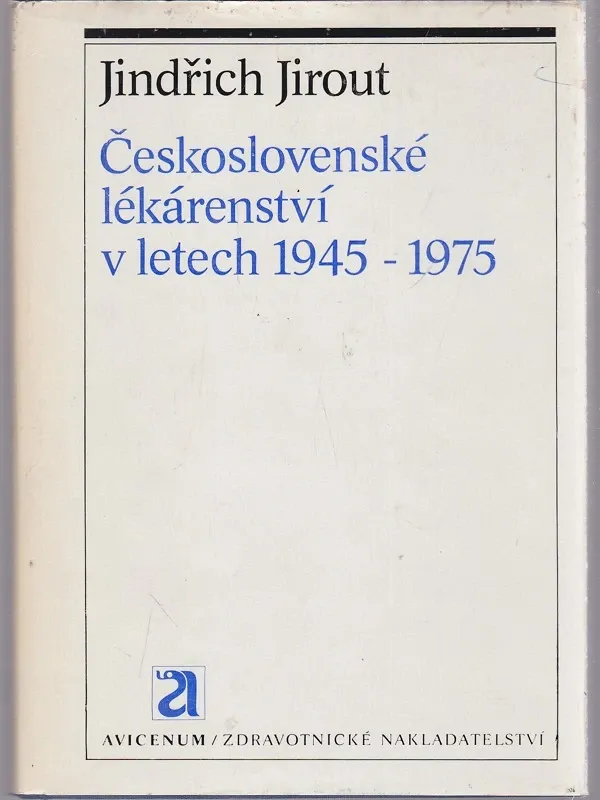 Jindřich Jirout
Československé
lékárenství
v letech 1945 - 1975
AVICENUM / ZDRAVOTNICKÉ NAKLADATELSTVÍ